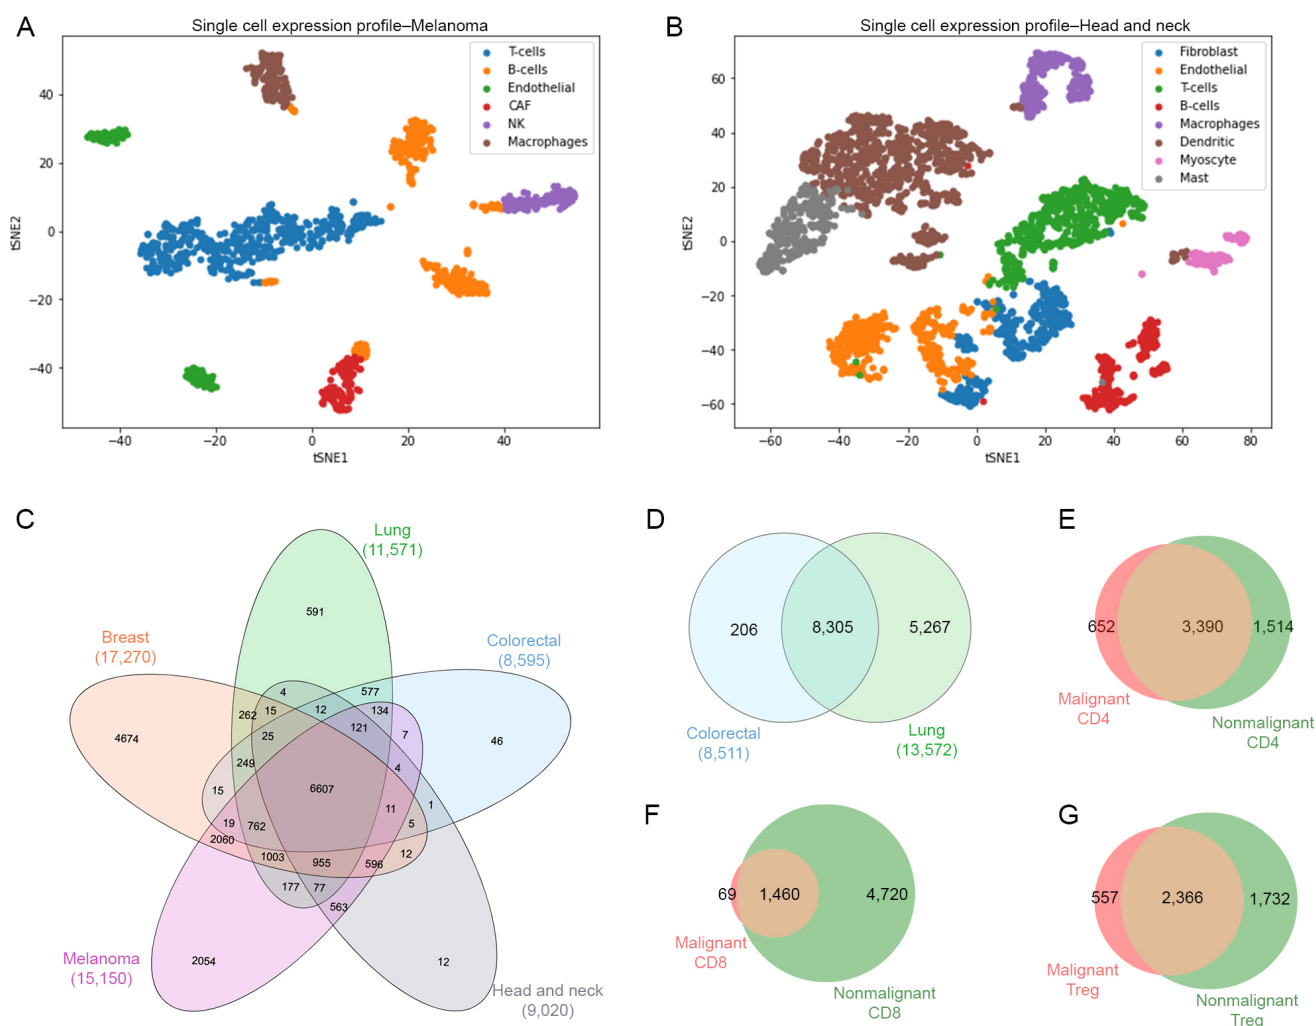 A
Single cell expression profile–Melanoma
T-cells
B-cells
Endothelial
CAF
NK
Macrophages
40
20
0
−20
−40
tSNE2
−40
−20
0
20
40
tSNE1
B
Single cell expression profile–Head and neck
Fibroblast
Endothelial
T-cells
B-cells
Macrophages
Dendritic
Myoscyte
Mast
60
40
20
0
−20
−40
−60
tSNE2
−60
−40
−20
0
20
40
60
80
tSNE1
C
Lung
(11,571)
Breast
(17,270)
Colorectal
(8,595)
591
4
577
262
15
12
134
4674
25
121
7
46
249
4
15
6607
11
1
19
762
5
2060
1003
955
596
12
177
77
563
Melanoma
(15,150)
2054
12
Head and neck
(9,020)
D
206
8,305
5,267
Colorectal
(8,511)
Lung
(13,572)
E
652
3,390
1,514
Malignant
CD4
Nonmalignant
CD4
F
69
1,460
4,720
Malignant
CD8
Nonmalignant
CD8
G
557
2,366
1,732
Malignant
Treg
Nonmalignant
Treg